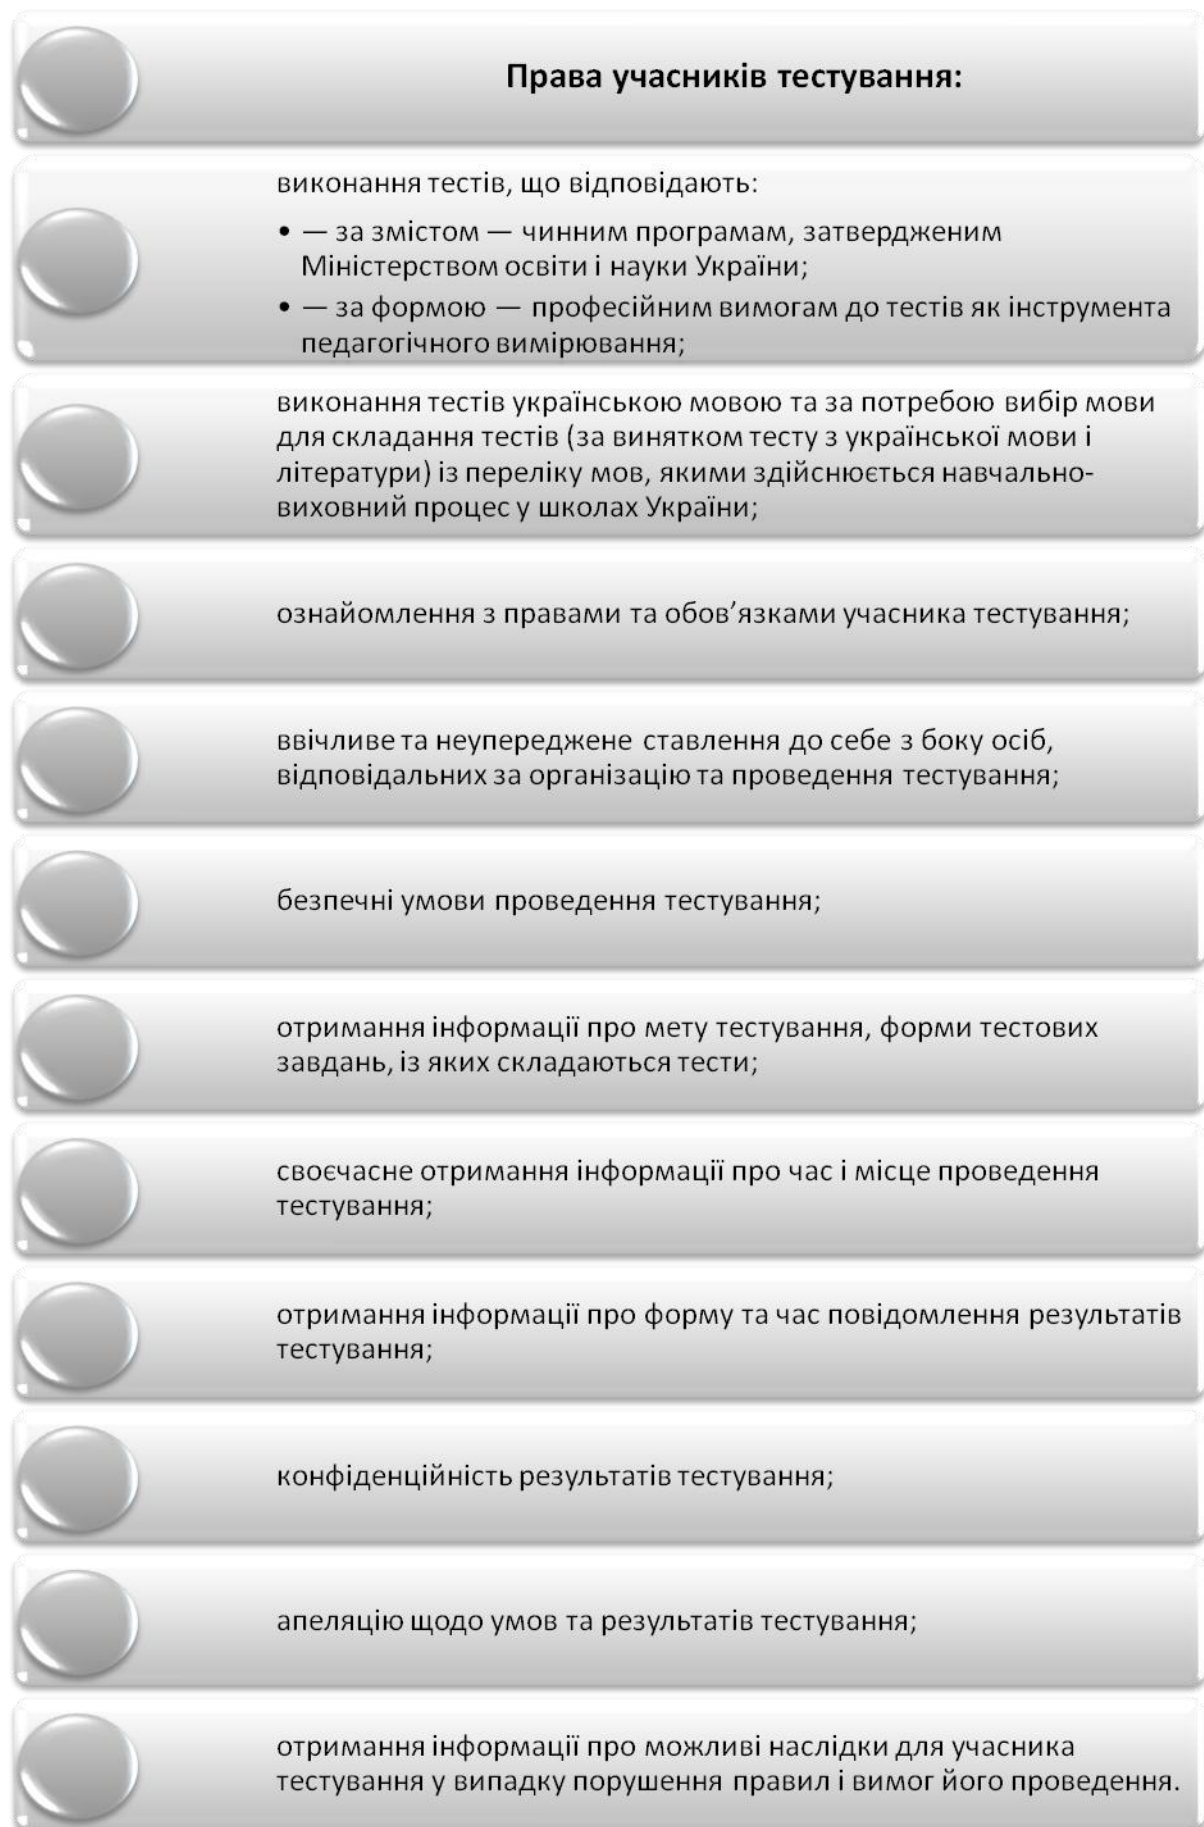 Права учасників тестування:
виконання тестів, що відповідають:
• — за змістом — чинним програмам, затвердженим
Міністерством освіти і науки України;
• — за формою — професійним вимогам до тестів як інструмента
педагогічного вимірювання;
виконання тестів українською мовою та за потребою вибір мови
для складання тестів (за винятком тесту з української мови і
літератури) із переліку мов, якими здійснюється навчально-
виховний процес у школах України;
ознайомлення з правами та обов’язками учасника тестування;
ввічливе та неупереджене ставлення до себе з боку осіб,
відповідальних за організацію та проведення тестування;
безпечні умови проведення тестування;
отримання інформації про мету тестування, форми тестових
завдань, із яких складаються тести;
своєчасне отримання інформації про час і місце проведення
тестування;
отримання інформації про форму та час повідомлення результатів
тестування;
конфіденційність результатів тестування;
апеляцію щодо умов та результатів тестування;
отримання інформації про можливі наслідки для учасника
тестування у випадку порушення правил і вимог його проведення.